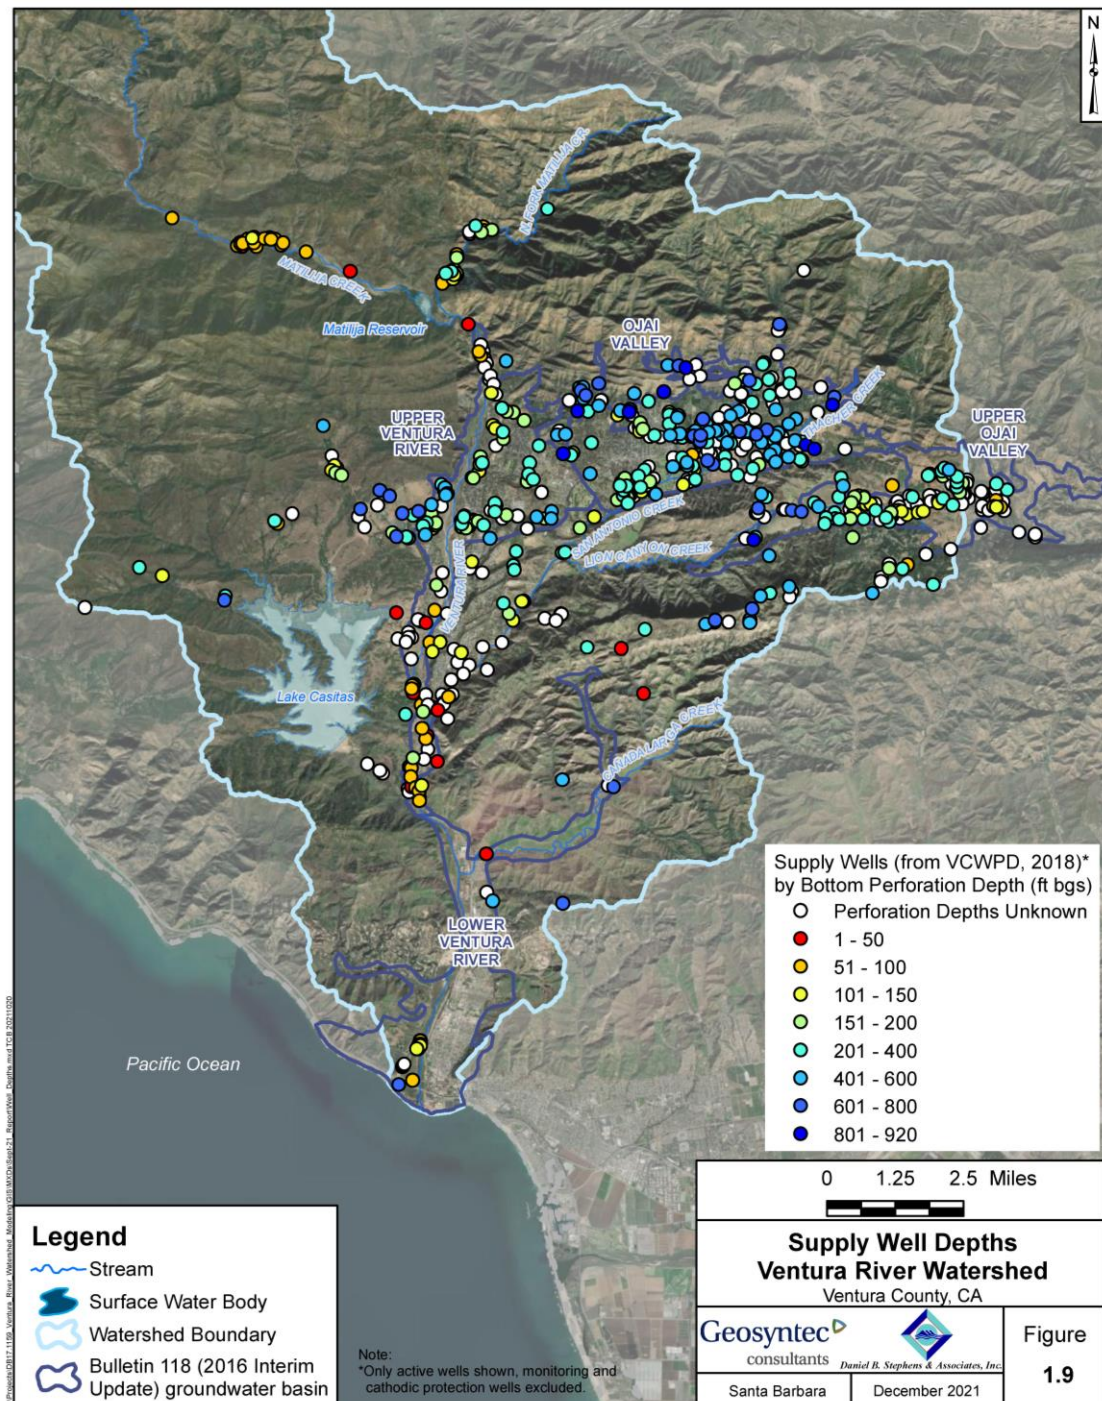 N
N. FORK MATILIJA CR.
MATILIJA CREEK
Matilija Reservoir
OJAI
VALLEY
THACHER CREEK
UPPER
VENTURA
RIVER
UPPER
OJAI
VALLEY
SAN ANTONIO CREEK
LION CANYON CREEK
VENTURA RIVER
Lake Casitas
CAÑADA LARGA CREEK
LOWER
VENTURA
RIVER
Pacific Ocean
Supply Wells (from VCWPD, 2018)*
by Bottom Perforation Depth (ft bgs)
Perforation Depths Unknown
1 - 50
51 - 100
101 - 150
151 - 200
201 - 400
401 - 600
601 - 800
801 - 920
0 1.25 2.5 Miles
Supply Well Depths
Ventura River Watershed
Ventura County, CA
Geosyntec
consultants
Daniel B. Stephens & Associates, Inc.
Santa Barbara
December 2021
Figure
1.9
Legend
Stream
Surface Water Body
Watershed Boundary
Bulletin 118 (2016 Interim
Update) groundwater basin
Note:
*Only active wells shown, monitoring and
cathodic protection wells excluded.